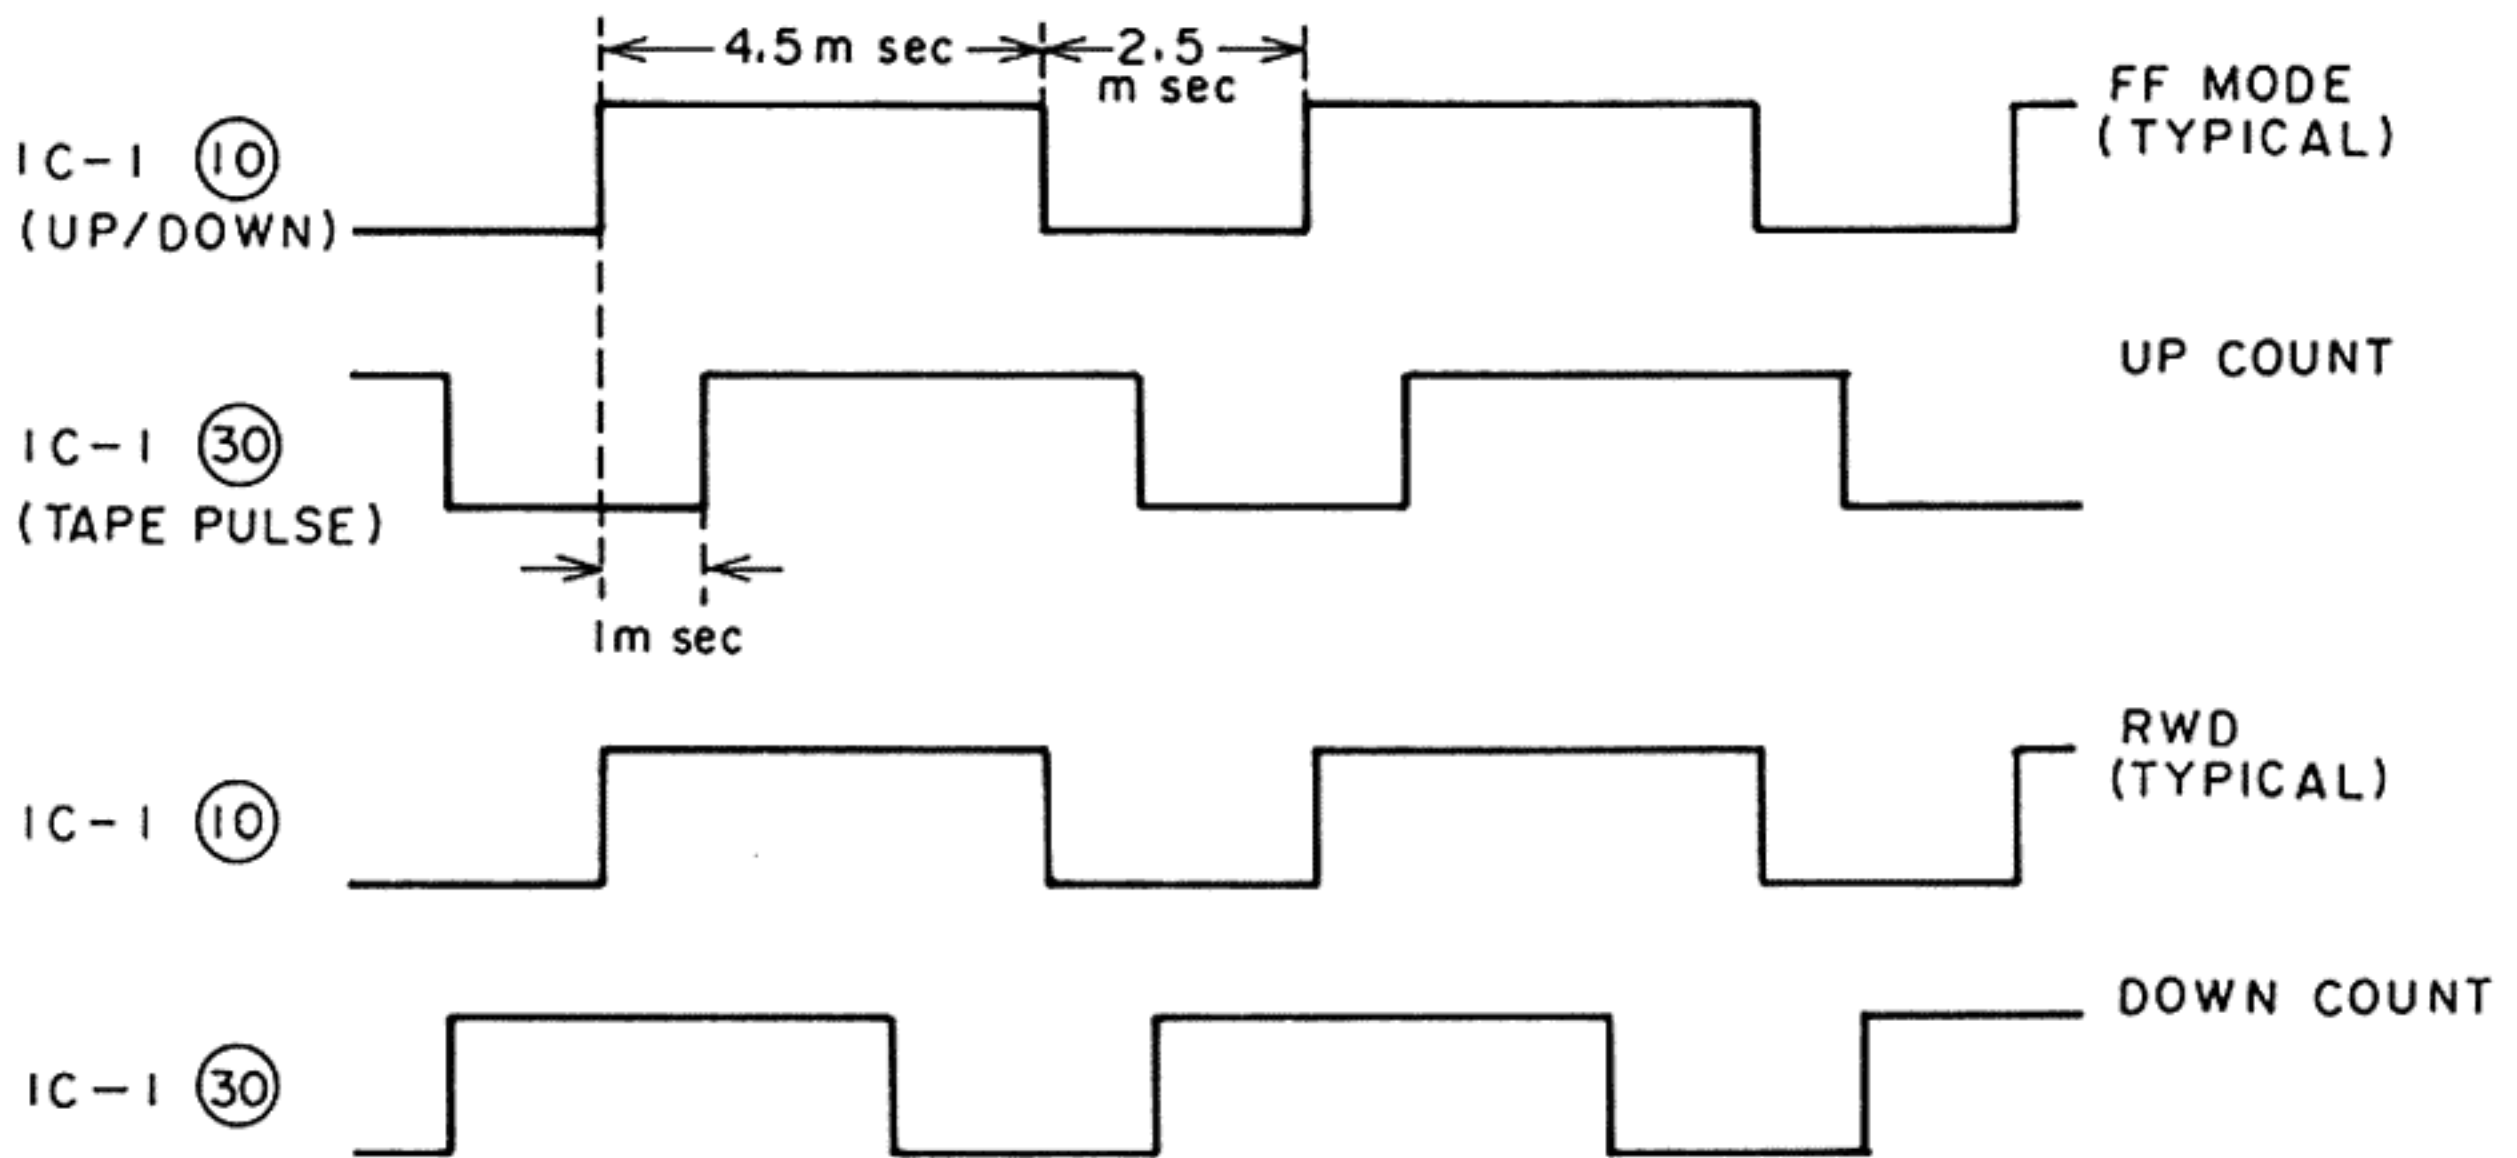 4.5 m sec 2.5
m sec
FF MODE
(TYPICAL)
IC-1 10
(UP/DOWN)
UP COUNT
IC-1 30
(TAPE PULSE)
1m sec
RWD
(TYPICAL)
IC-1 10
DOWN COUNT
IC-1 30